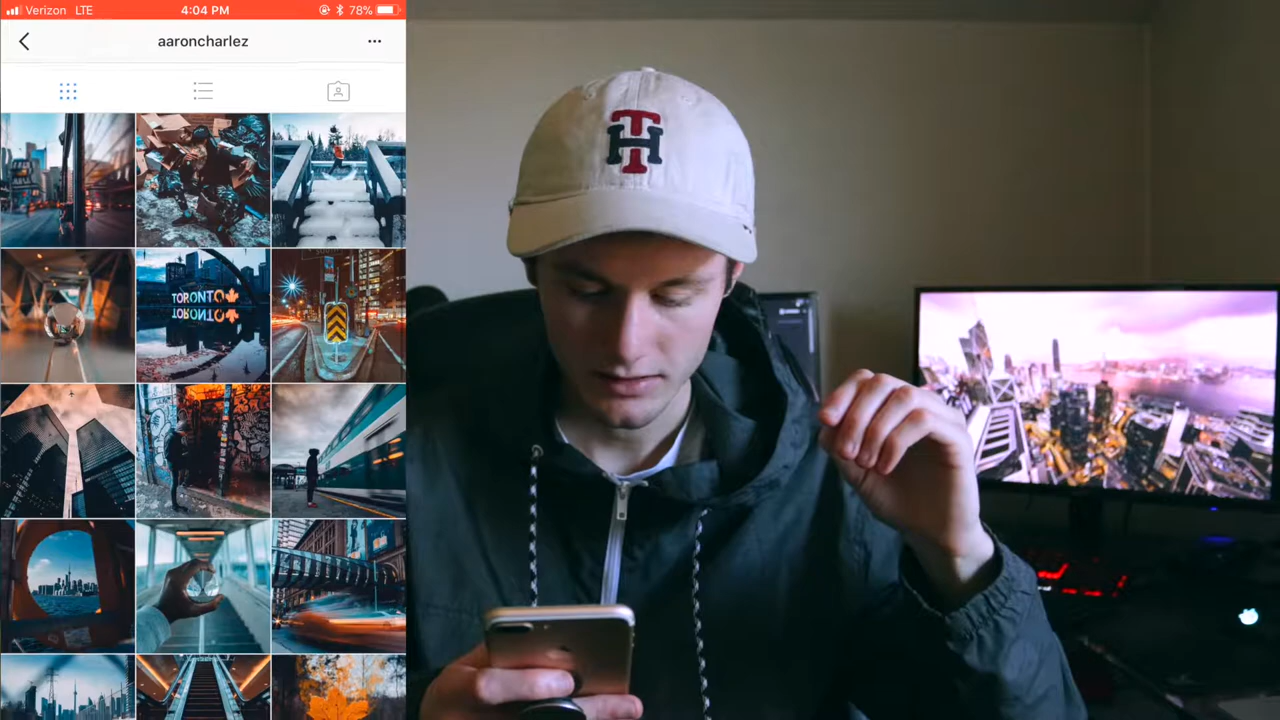 Verizon LTE 4:04 PM 78%
aaroncharlez
TH
TORONTO
TORONTO